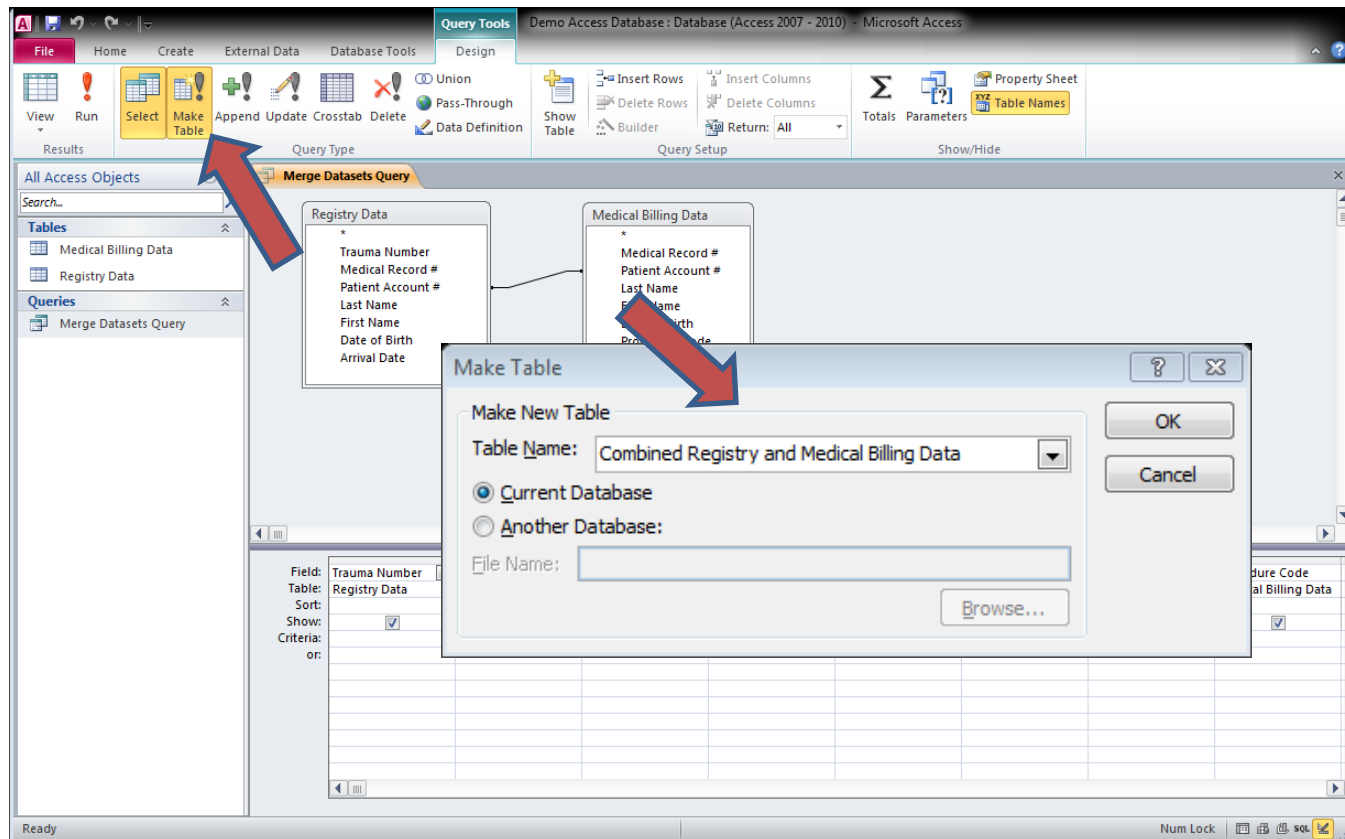 Query Tools
Demo Access Database : Database (Access 2007 - 2010) - Microsoft Access
File Home Create External Data Database Tools Design
View Run Select Make Table Append Update Crosstab Delete
Union
Pass-Through
Data Definition
Show Table
Insert Rows
Delete Rows
Builder
Insert Columns
Delete Columns
Return: All
Totals Parameters
Property Sheet
Table Names
Results Query Type Query Setup Show/Hide
All Access Objects
Search...
Tables
Medical Billing Data
Registry Data
Queries
Merge Datasets Query
Merge Datasets Query
Registry Data
*
Trauma Number
Medical Record #
Patient Account #
Last Name
First Name
Date of Birth
Arrival Date
Medical Billing Data
*
Medical Record #
Patient Account #
Last Name
Make Table
Make New Table
Table Name: Combined Registry and Medical Billing Data
Current Database
Another Database:
File Name:
Browse...
OK
Cancel
Field: Trauma Number
Table: Registry Data
Sort:
Show:
Criteria:
or:
dure Code
al Billing Data
Ready
Num Lock
SQL